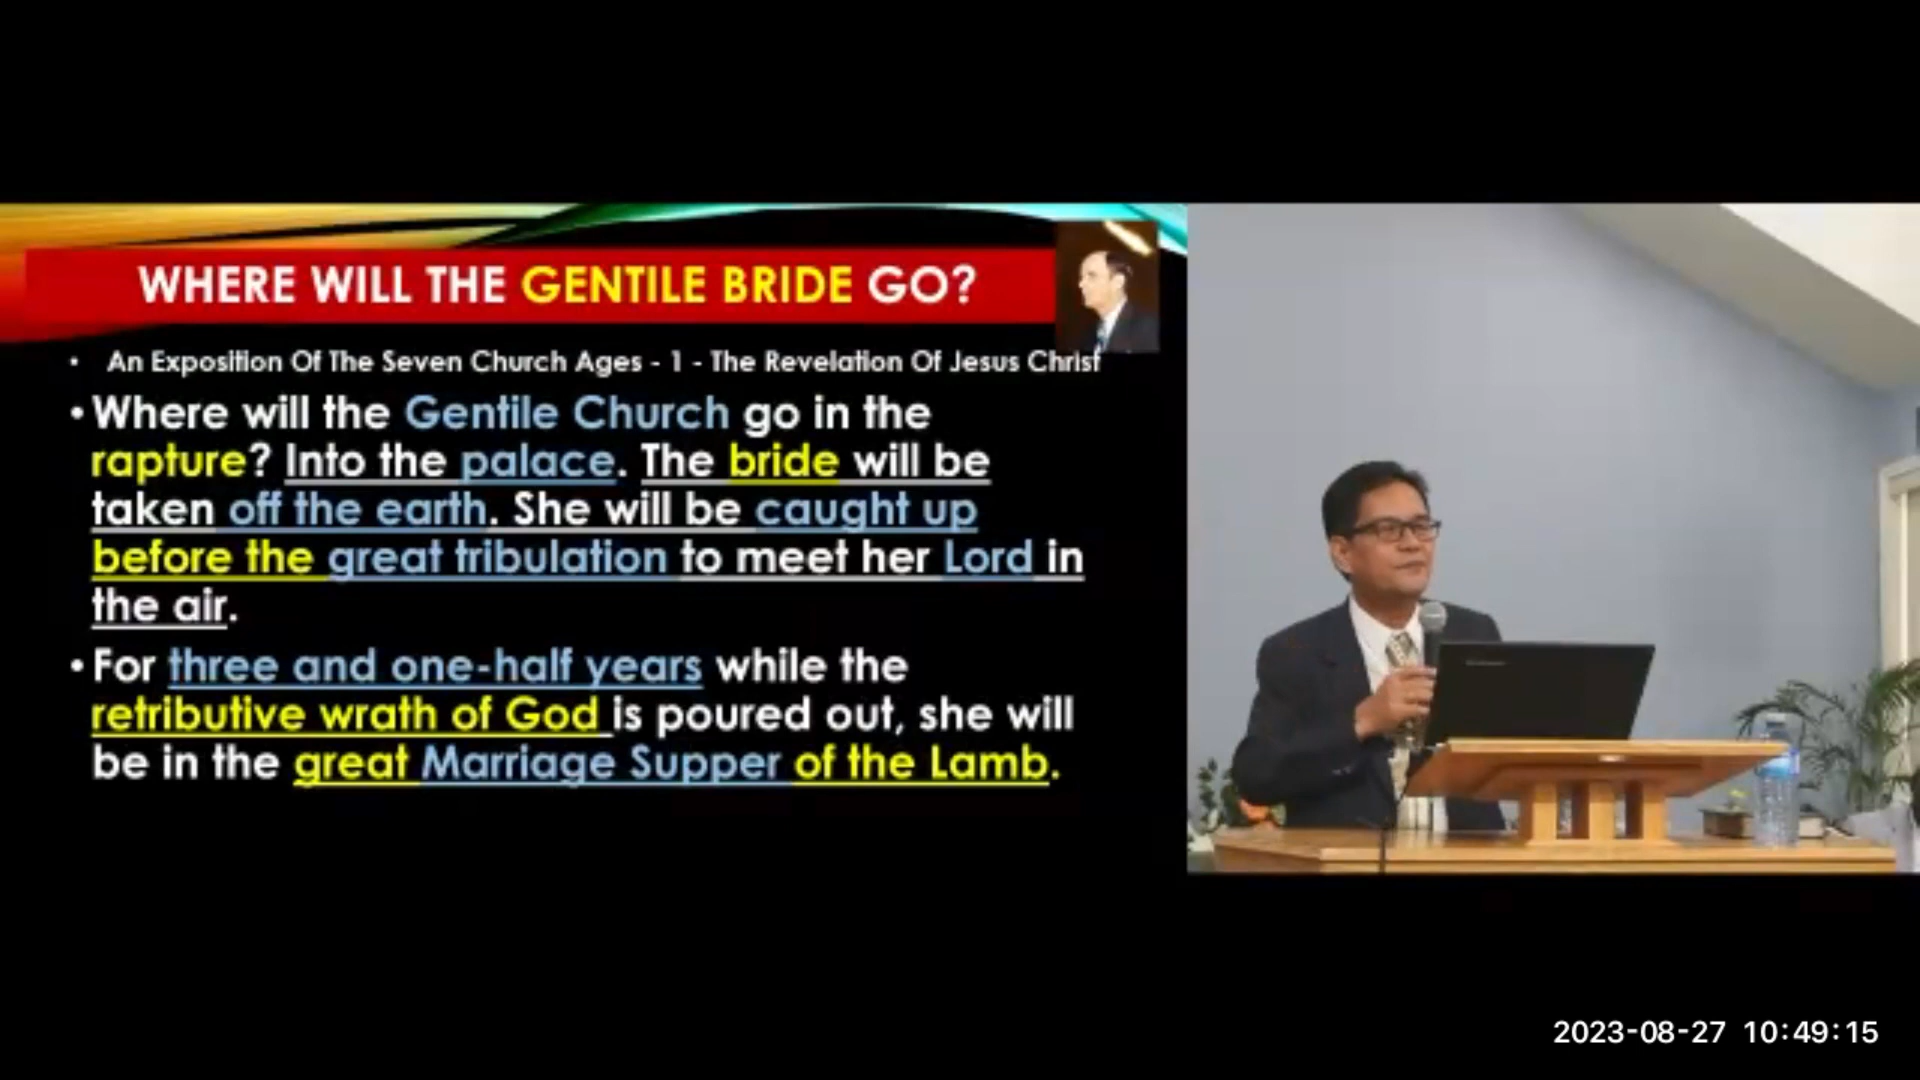 WHERE WILL THE GENTILE BRIDE GO?
• An Exposition Of The Seven Church Ages - 1 - The Revelation Of Jesus Christ
• Where will the Gentile Church go in the
rapture? Into the palace. The bride will be
taken off the earth. She will be caught up
before the great tribulation to meet her Lord in
the air.
• For three and one-half years while the
retributive wrath of God is poured out, she will
be in the great Marriage Supper of the Lamb.
2023-08-27 10:49:15